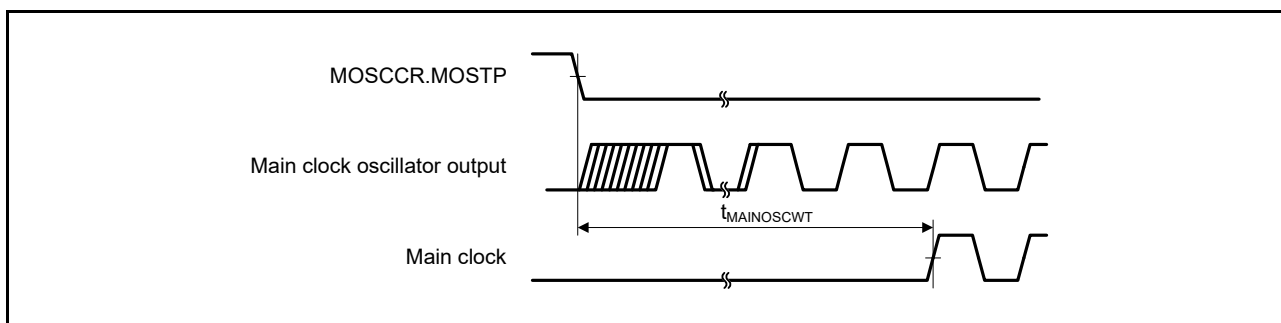 MOSCCR.MOSTP
Main clock oscillator output
tMAINOSCWT
Main clock